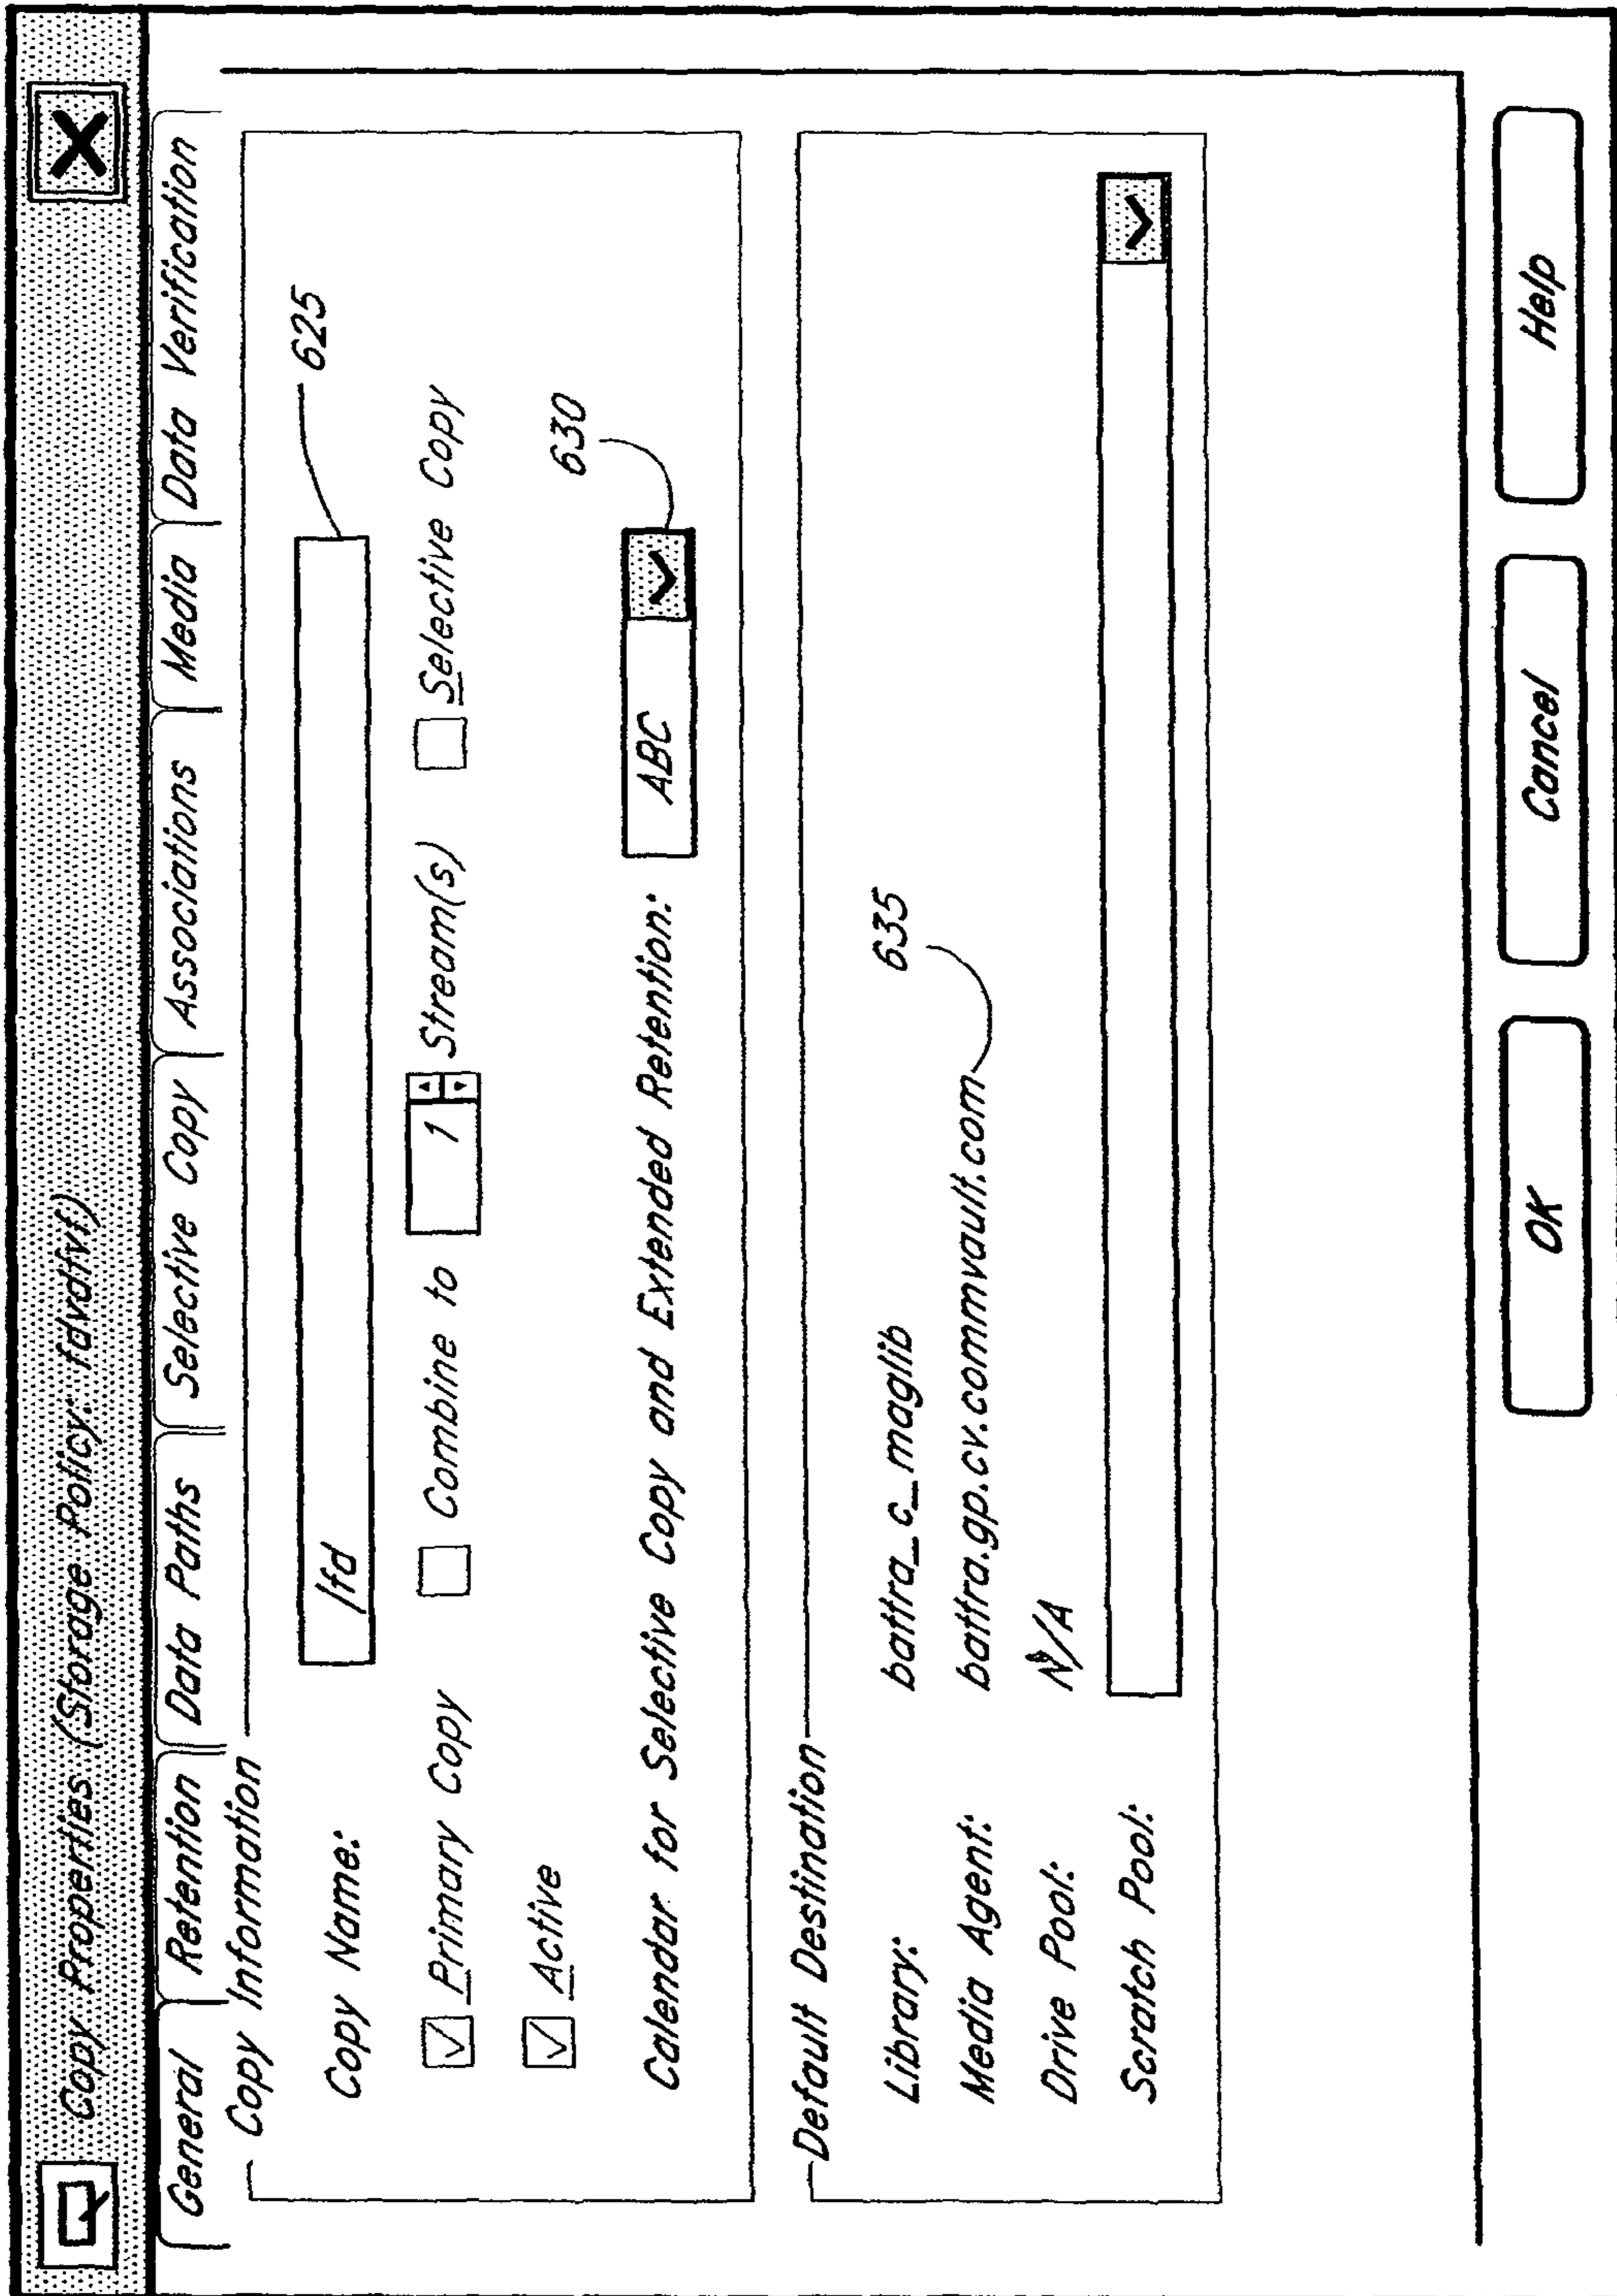 Copy Properties (Storage Policy: fdvdfvf) X
General Retention Data Paths Selective Copy Associations Media Data Verification
Copy Information
625
Copy Name: lfd
Primary Copy Combine to 1 Stream(s) Selective Copy
Active
630
Calendar for Selective Copy and Extended Retention: ABC
Default Destination
635
Library: battra_c_maglib
Media Agent: battra.gp.cv.commvault.com
Drive Pool: N/A
Scratch Pool:
OK Cancel Help